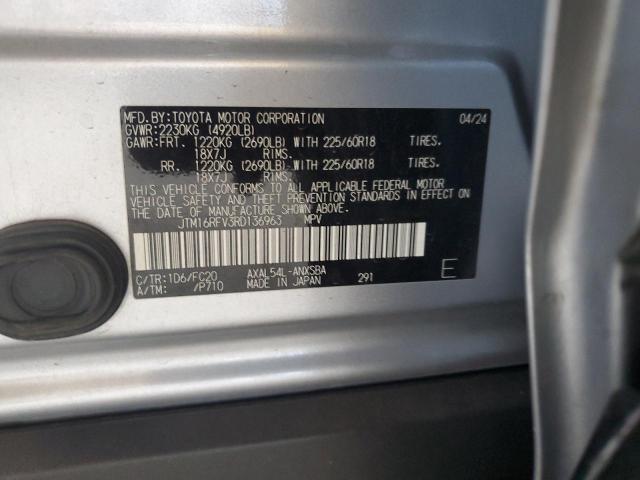 MFD.BY:TOYOTA MOTOR CORPORATION 04/24
GVWR:2230KG (4920LB)
GAWR:FRT. 1220KG (2690LB) WITH 225/60R18 TIRES.
18X7J RIMS.
RR. 1220KG (2690LB) WITH 225/60R18 TIRES.
18X7J RIMS.
THIS VEHICLE CONFORMS TO ALL APPLICABLE FEDERAL MOTOR
VEHICLE SAFETY AND THEFT PREVENTION STANDARDS IN EFFECT
ON THE DATE OF MANUFACTURE SHOWN ABOVE.
JTM16RFV3RD136963 MPV
C/TR:1D6/FC20 AXAL54L-ANXSBA
A/TM: /P710 MADE IN JAPAN 291 E